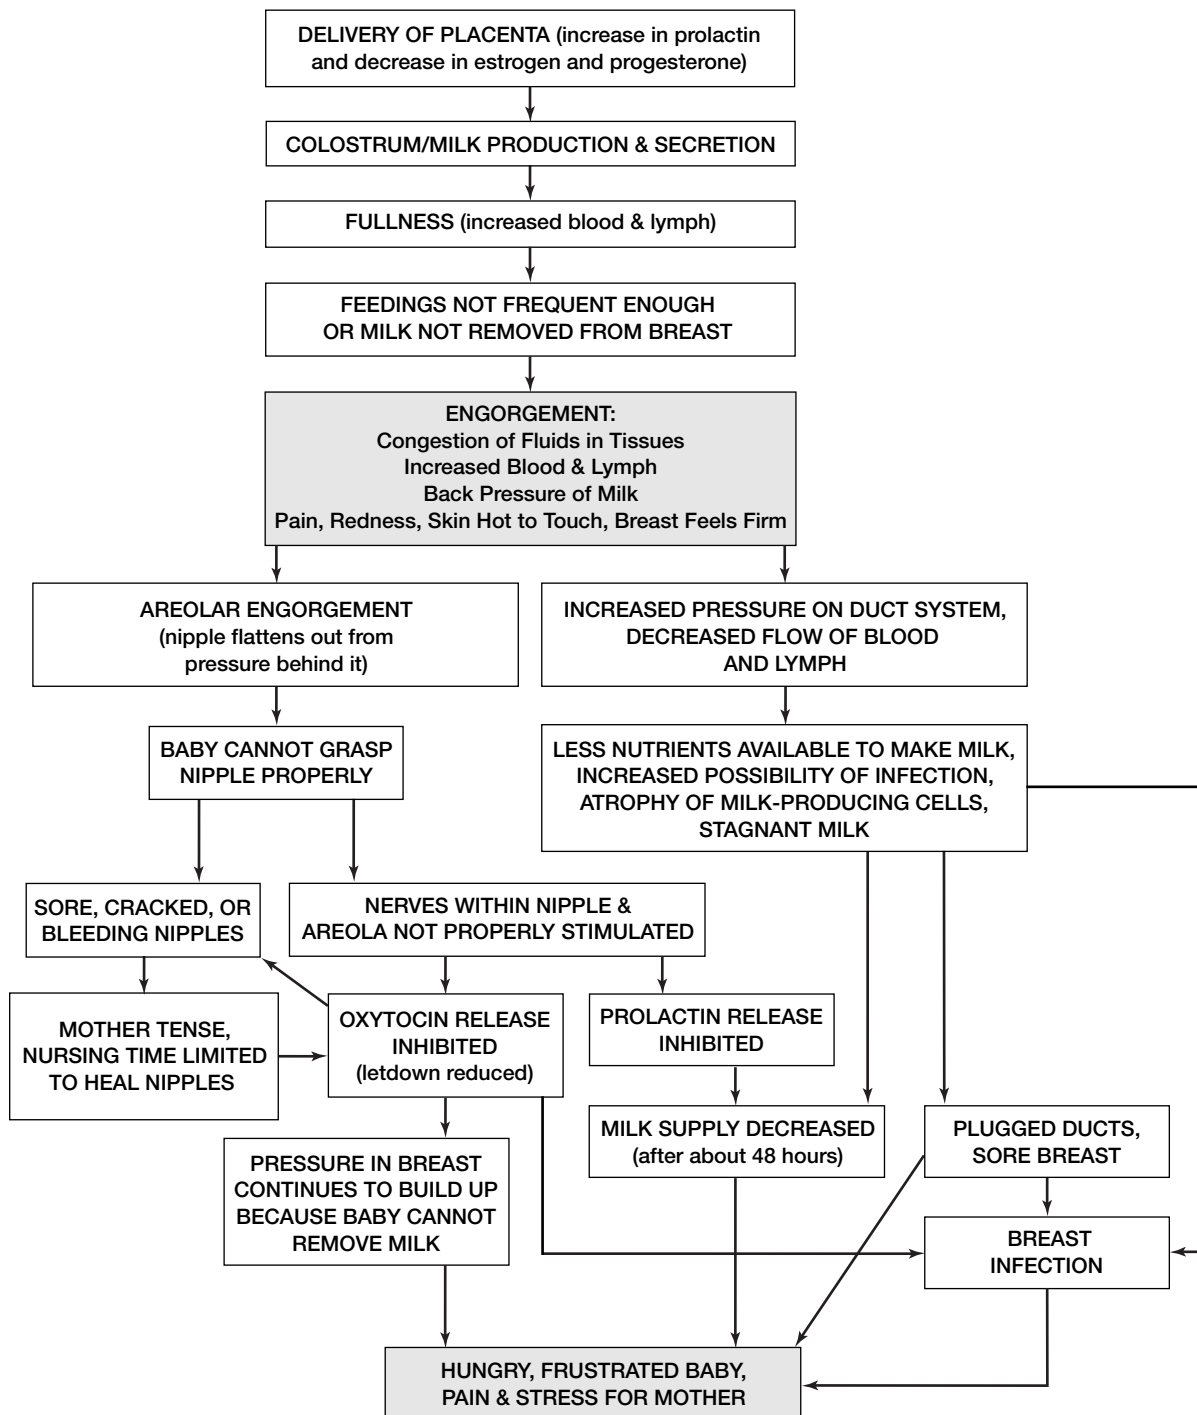 DELIVERY OF PLACENTA (increase in prolactin
and decrease in estrogen and progesterone)
COLOSTRUM/MILK PRODUCTION & SECRETION
FULLNESS (increased blood & lymph)
FEEDINGS NOT FREQUENT ENOUGH
OR MILK NOT REMOVED FROM BREAST
ENGORGEMENT:
Congestion of Fluids in Tissues
Increased Blood & Lymph
Back Pressure of Milk
Pain, Redness, Skin Hot to Touch, Breast Feels Firm
AREOLAR ENGORGEMENT
(nipple flattens out from
pressure behind it)
INCREASED PRESSURE ON DUCT SYSTEM,
DECREASED FLOW OF BLOOD
AND LYMPH
BABY CANNOT GRASP
NIPPLE PROPERLY
LESS NUTRIENTS AVAILABLE TO MAKE MILK,
INCREASED POSSIBILITY OF INFECTION,
ATROPHY OF MILK-PRODUCING CELLS,
STAGNANT MILK
SORE, CRACKED, OR
BLEEDING NIPPLES
NERVES WITHIN NIPPLE &
AREOLA NOT PROPERLY STIMULATED
MOTHER TENSE,
NURSING TIME LIMITED
TO HEAL NIPPLES
OXYTOCIN RELEASE
INHIBITED
(letdown reduced)
PROLACTIN RELEASE
INHIBITED
MILK SUPPLY DECREASED
(after about 48 hours)
PLUGGED DUCTS,
SORE BREAST
PRESSURE IN BREAST
CONTINUES TO BUILD UP
BECAUSE BABY CANNOT
REMOVE MILK
BREAST
INFECTION
HUNGRY, FRUSTRATED BABY,
PAIN & STRESS FOR MOTHER